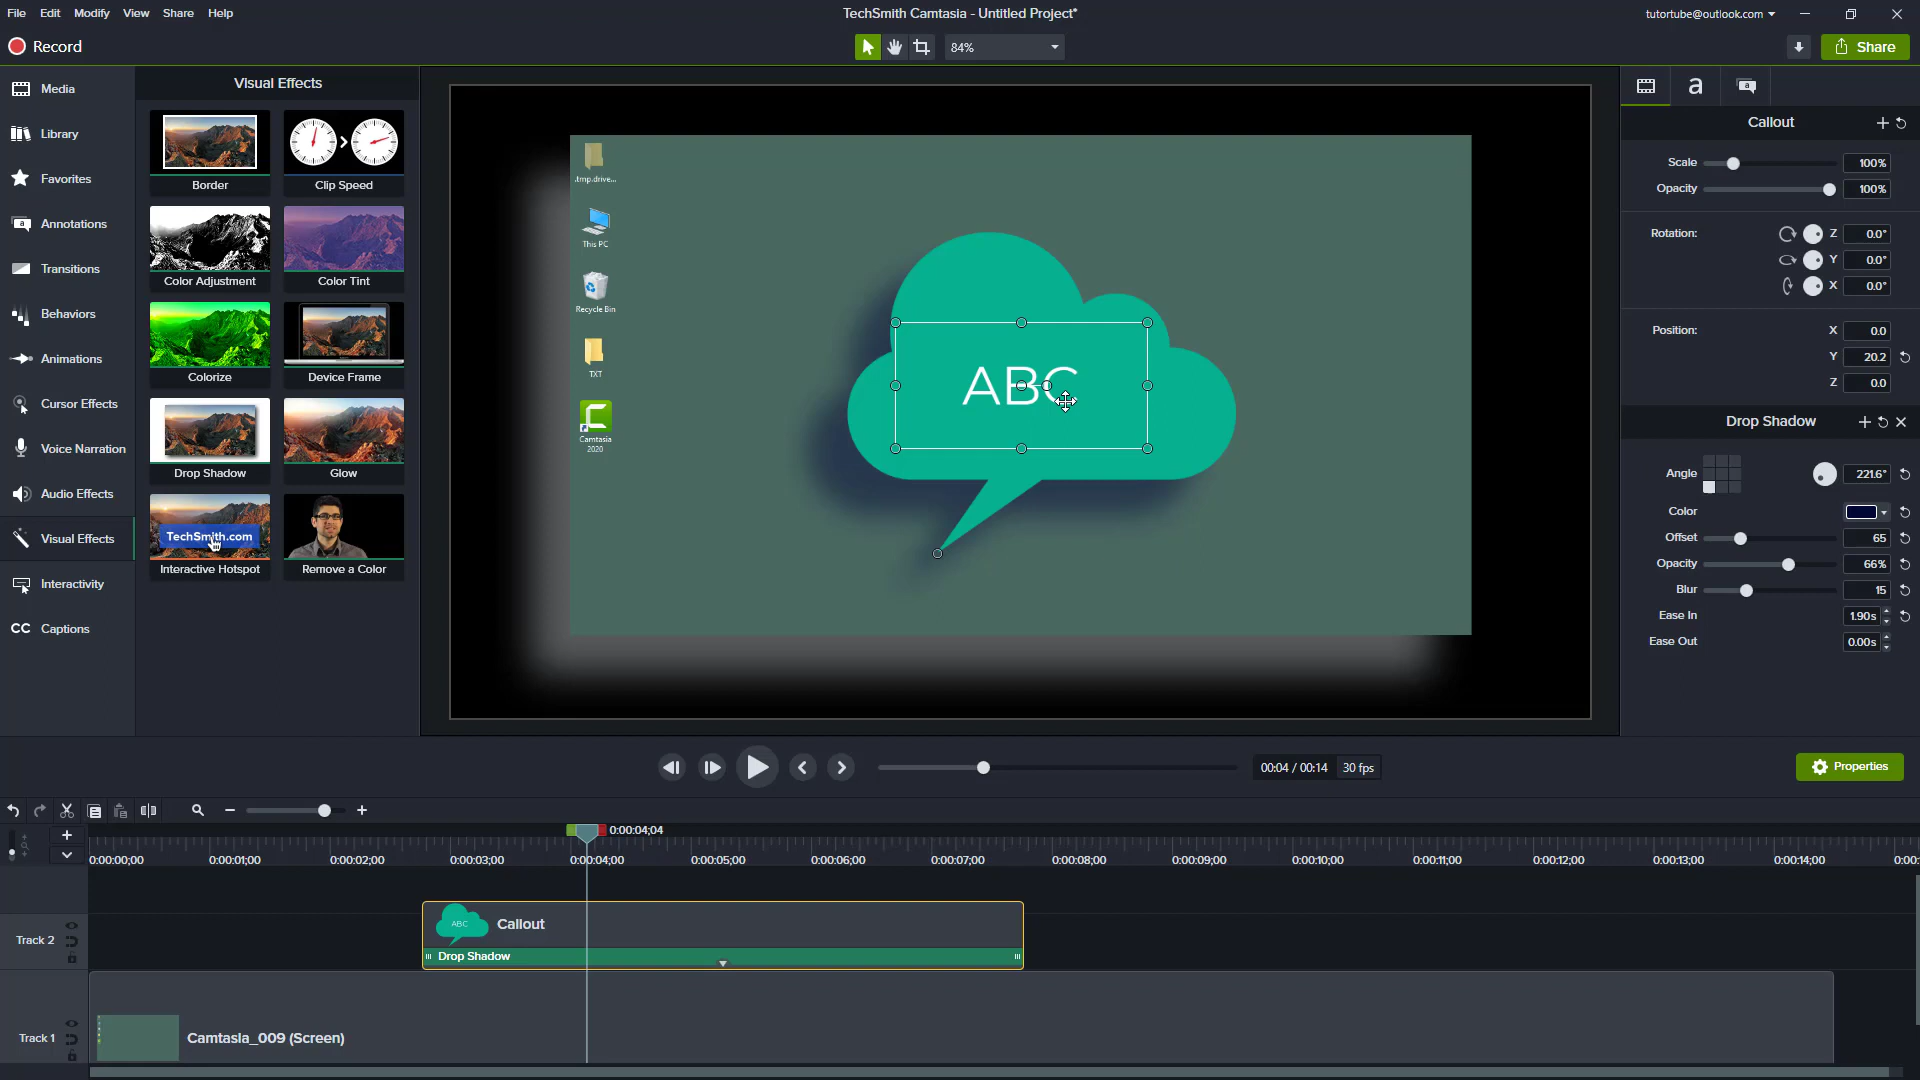 File Edit Modify View Share Help
TechSmith Camtasia - Untitled Project*
tutortube@outlook.com
Record
84%
Share
Media
Library
Favorites
Annotations
Transitions
Behaviors
Animations
Cursor Effects
Voice Narration
Audio Effects
Visual Effects
Interactivity
CC Captions
Visual Effects
Border
Clip Speed
Color Adjustment
Color Tint
Colorize
Device Frame
Drop Shadow
Glow
TechSmith.com
Interactive Hotspot
Remove a Color
.tmp.drive...
This PC
Recycle Bin
TXT
Camtasia
2020
ABC
a
a
Callout
Scale 100%
Opacity 100%
Rotation: Z 0.0°
Y 0.0°
X 0.0°
Position: X 0.0
Y 20.2
Z 0.0
Drop Shadow
Angle 221.6°
Color
Offset 65
Opacity 66%
Blur 15
Ease In 1.90s
Ease Out 0.00s
00:04 / 00:14 30 fps
Properties
0:00:04;04
0:00:00;00 0:00:01;00 0:00:02;00 0:00:03;00 0:00:04;00 0:00:05;00 0:00:06;00 0:00:07;00 0:00:08;00 0:00:09;00 0:00:10;00 0:00:11;00 0:00:12;00 0:00:13;00 0:00:14;00 0:00:
Track 2
ABC Callout
Drop Shadow
Track 1
Camtasia_009 (Screen)